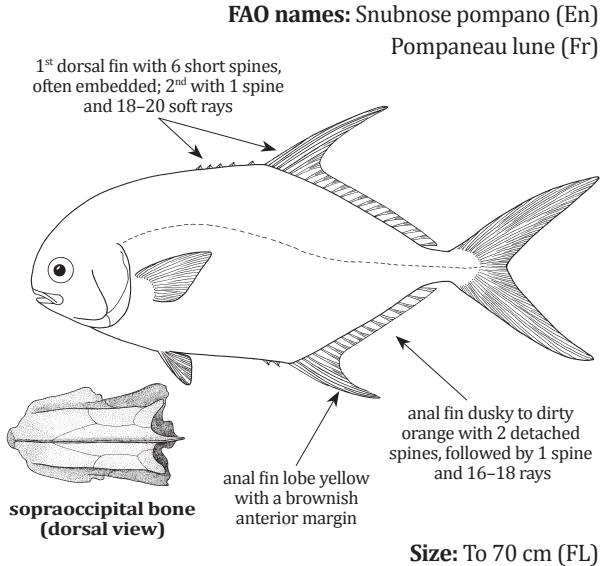 FAO names: Snubnose pompano (En)
Pompaneau lune (Fr)
1st dorsal fin with 6 short spines,
often embedded; 2nd with 1 spine
and 18–20 soft rays
anal fin dusky to dirty
orange with 2 detached
spines, followed by 1 spine
and 16–18 rays
anal fin lobe yellow
with a brownish
anterior margin
sopraoccipital bone
(dorsal view)
Size: To 70 cm (FL)